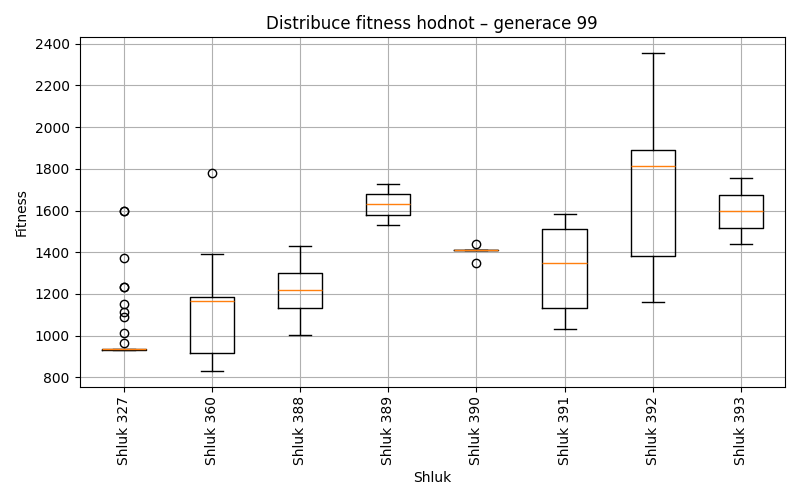 Distribuce fitness hodnot – generace 99
Fitness
2400
2200
2000
1800
1600
1400
1200
1000
800
Shluk 327
Shluk 360
Shluk 388
Shluk 389
Shluk 390
Shluk 391
Shluk 392
Shluk 393
Shluk